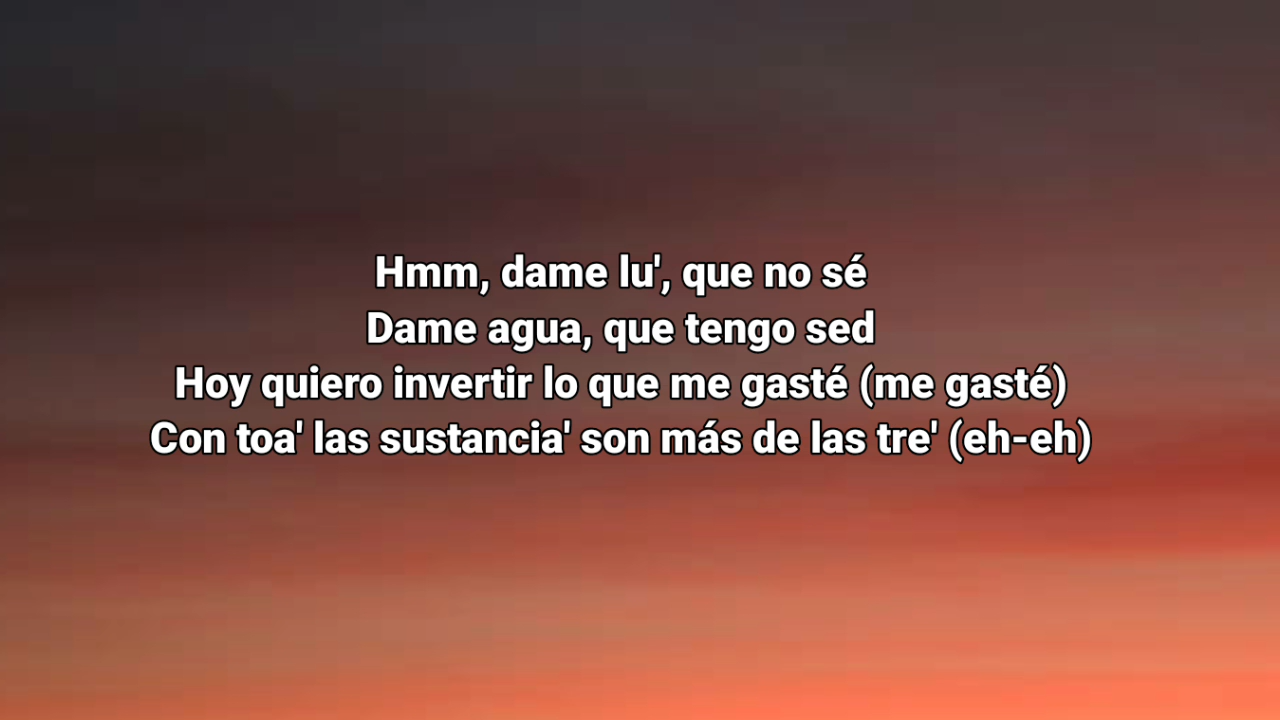 Hmm, dame lu', que no sé
Dame agua, que tengo sed
Hoy quiero invertir lo que me gasté (me gasté)
Con toa' las sustancia' son más de las tre' (eh-eh)